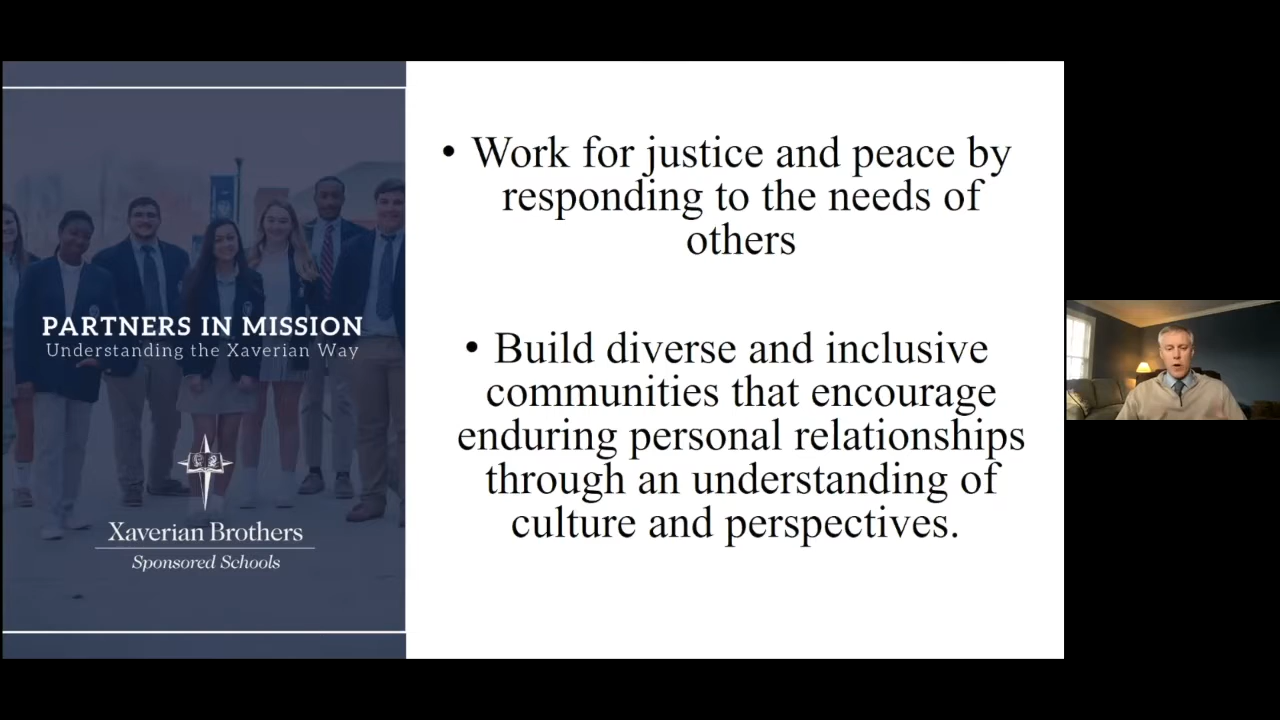 PARTNERS IN MISSION
Understanding the Xaverian Way
Xaverian Brothers
Sponsored Schools
• Work for justice and peace by
responding to the needs of
others
• Build diverse and inclusive
communities that encourage
enduring personal relationships
through an understanding of
culture and perspectives.